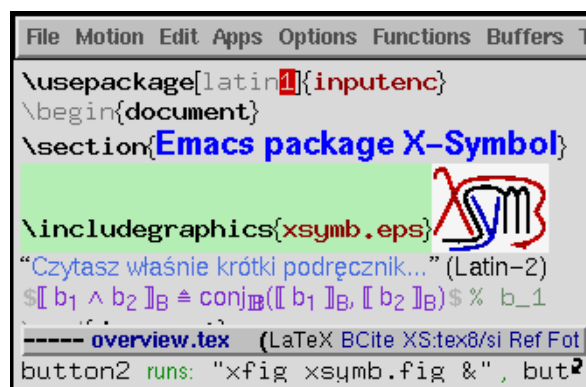 File Motion Edit Apps Options Functions Buffers
\usepackage[latin1]{inputenc}
\begin{document}
\section{Emacs package X-Symbol}
\includegraphics{xsymb.eps}
Xsymb
“Czytasz właśnie krótki podręcznik...” (Latin-2)
$⟦ b₁ ∧ b₂ ⟧B ≙ conj𝔹(⟦ b₁ ⟧B, ⟦ b₂ ⟧B)$ % b_1
----- overview.tex (LaTeX BCite XS:tex8/si Ref Fot
button2 runs: "xfig xsymb.fig &", but